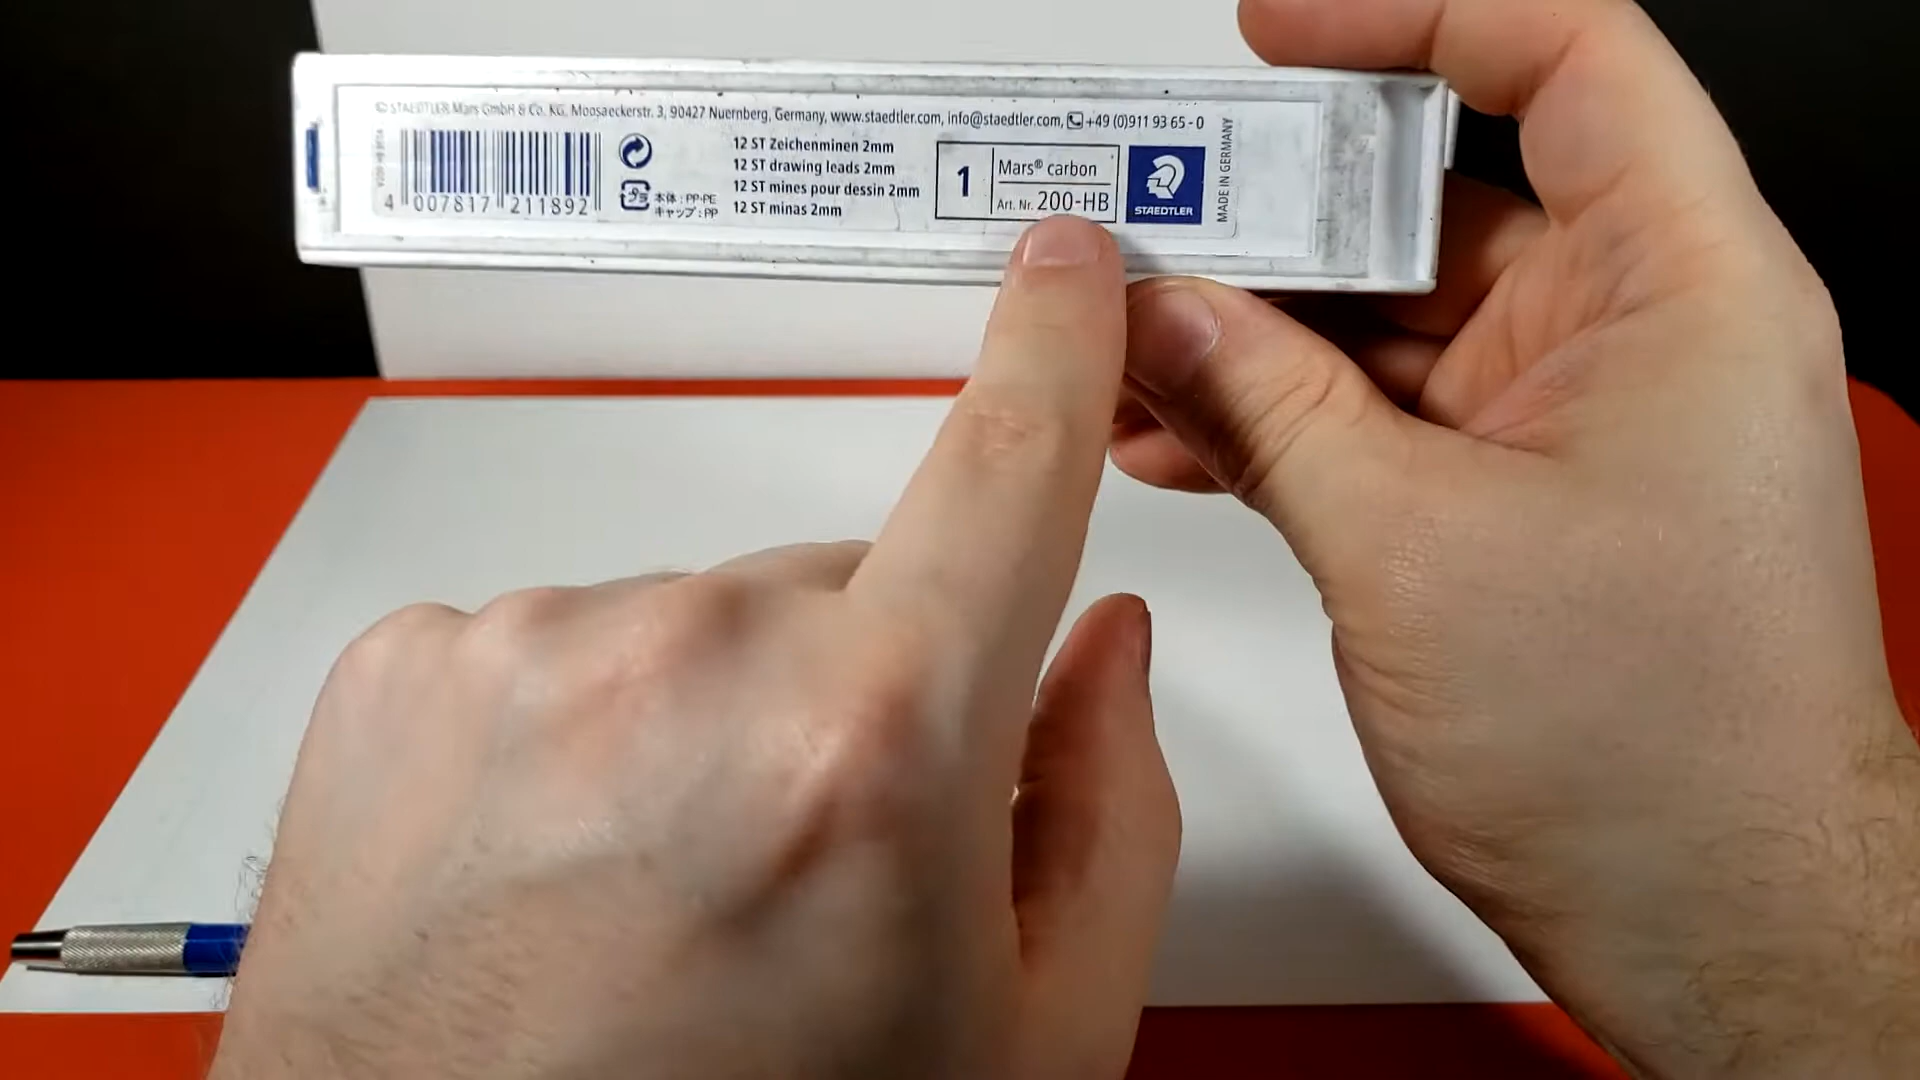 © STAEDTLER Mars GmbH & Co. KG, Moosaeckerstr. 3, 90427 Nuernberg, Germany, www.staedtler.com, info@staedtler.com, +49 (0)911 93 65 - 0
4 007817 211892
本体 : PP･PE
キャップ : PP
12 ST Zeichenminen 2mm
12 ST drawing leads 2mm
12 ST mines pour dessin 2mm
12 ST minas 2mm
1
Mars® carbon
Art. Nr. 200-HB
STAEDTLER
MADE IN GERMANY